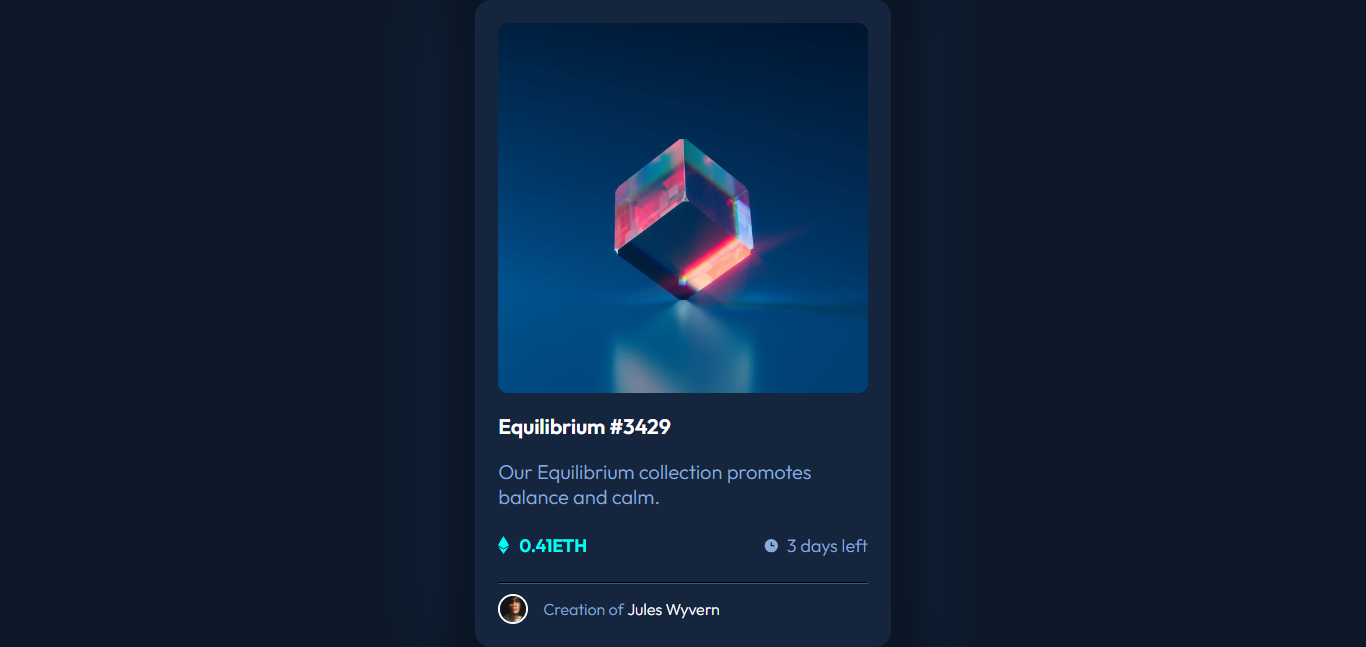 Equilibrium #3429
Our Equilibrium collection promotes
balance and calm.
0.41ETH
3 days left
Creation of Jules Wyvern